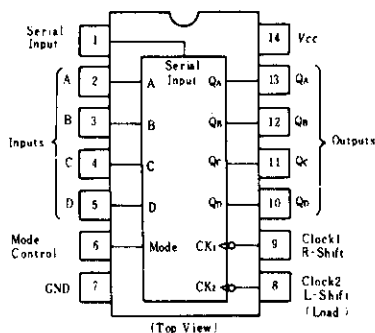 Serial
Input
1
14
Vcc
Serial
Input
A
2
A
QA
13
QA
B
3
B
QB
12
QB
Inputs
Outputs
C
4
C
QC
11
QC
D
5
D
QD
10
QD
Mode
Control
6
Mode
CK1
9
Clock1
R-Shift
GND
7
CK2
8
Clock2
L-Shift
(Load)
(Top View)